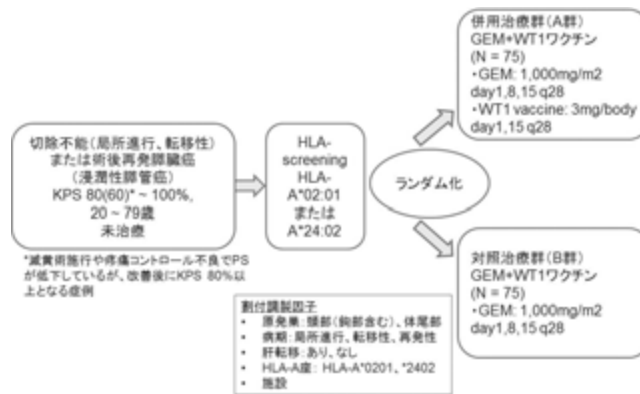 切除不能(局所進行、転移性)
または術後再発膵臓癌
(浸潤性膵管癌)
KPS 80(60)* ~ 100%,
20 ~ 79歳
未治療
*減黄術施行や疼痛コントロール不良でPS
が低下しているが、改善後にKPS 80%以
上となる症例
HLA-
screening
HLA-
A*02:01
または
A*24:02
ランダム化
併用治療群(A群)
GEM+WT1ワクチン
(N = 75)
・GEM: 1,000mg/m2
day1,8,15 q28
・WT1 vaccine: 3mg/body
day1,15 q28
対照治療群(B群)
GEM+WT1ワクチン
(N = 75)
・GEM: 1,000mg/m2
day1,8,15 q28
割付調製因子
• 原発巣:頭部(鉤部含む)、体尾部
• 病期:局所進行、転移性、再発性
• 肝転移:あり、なし
• HLA-A座: HLA-A*0201、*2402
• 施設